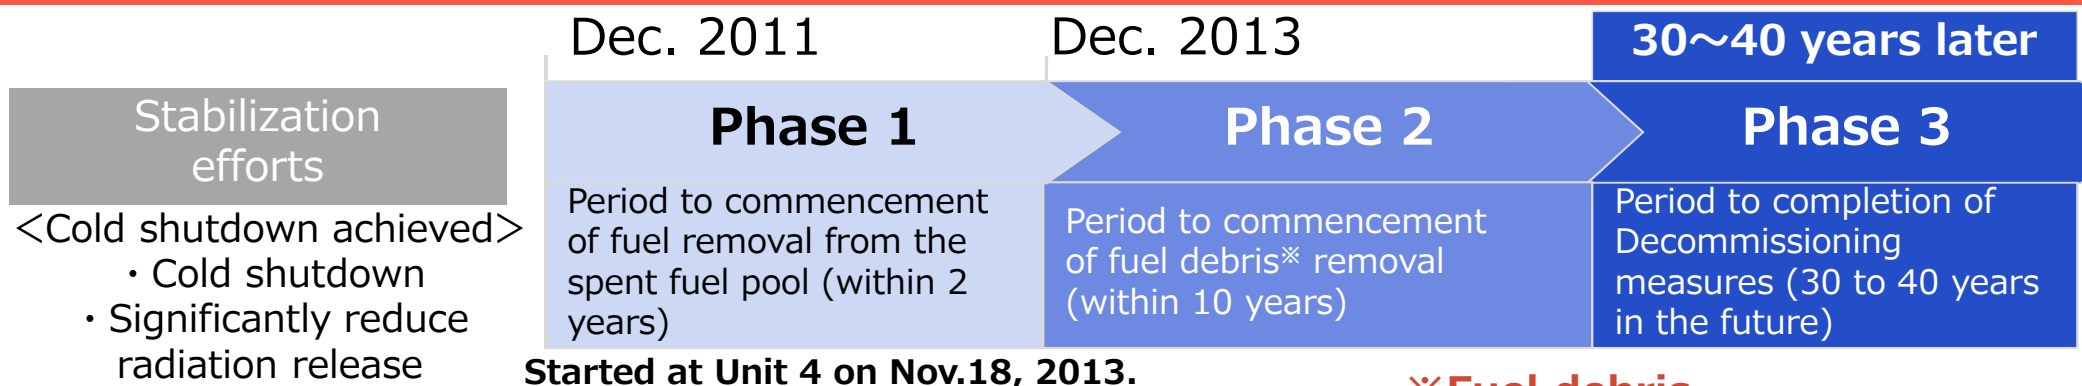 Dec. 2011
Dec. 2013
30～40 years later
Stabilization
efforts
Phase 1
Phase 2
Phase 3
＜Cold shutdown achieved＞
・Cold shutdown
・Significantly reduce
radiation release
Period to commencement
of fuel removal from the
spent fuel pool (within 2
years)
Period to commencement
of fuel debris※ removal
(within 10 years)
Period to completion of
Decommissioning
measures (30 to 40 years
in the future)
Started at Unit 4 on Nov.18, 2013.
※Fuel debris